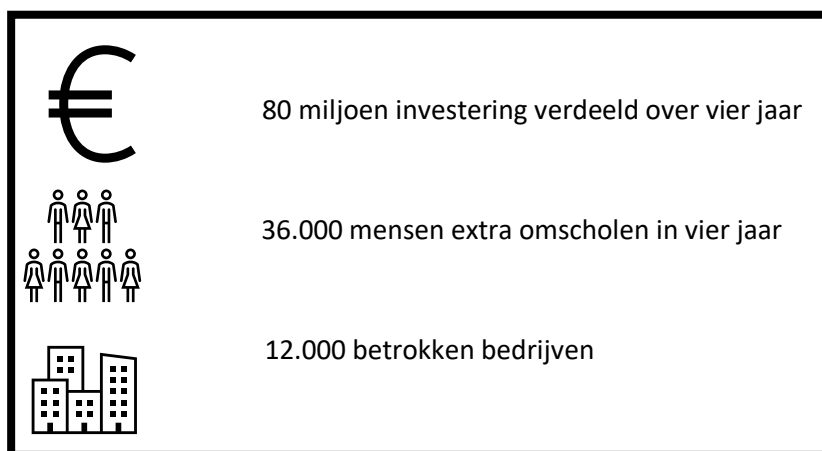 €
80 miljoen investering verdeeld over vier jaar
36.000 mensen extra omscholen in vier jaar
12.000 betrokken bedrijven